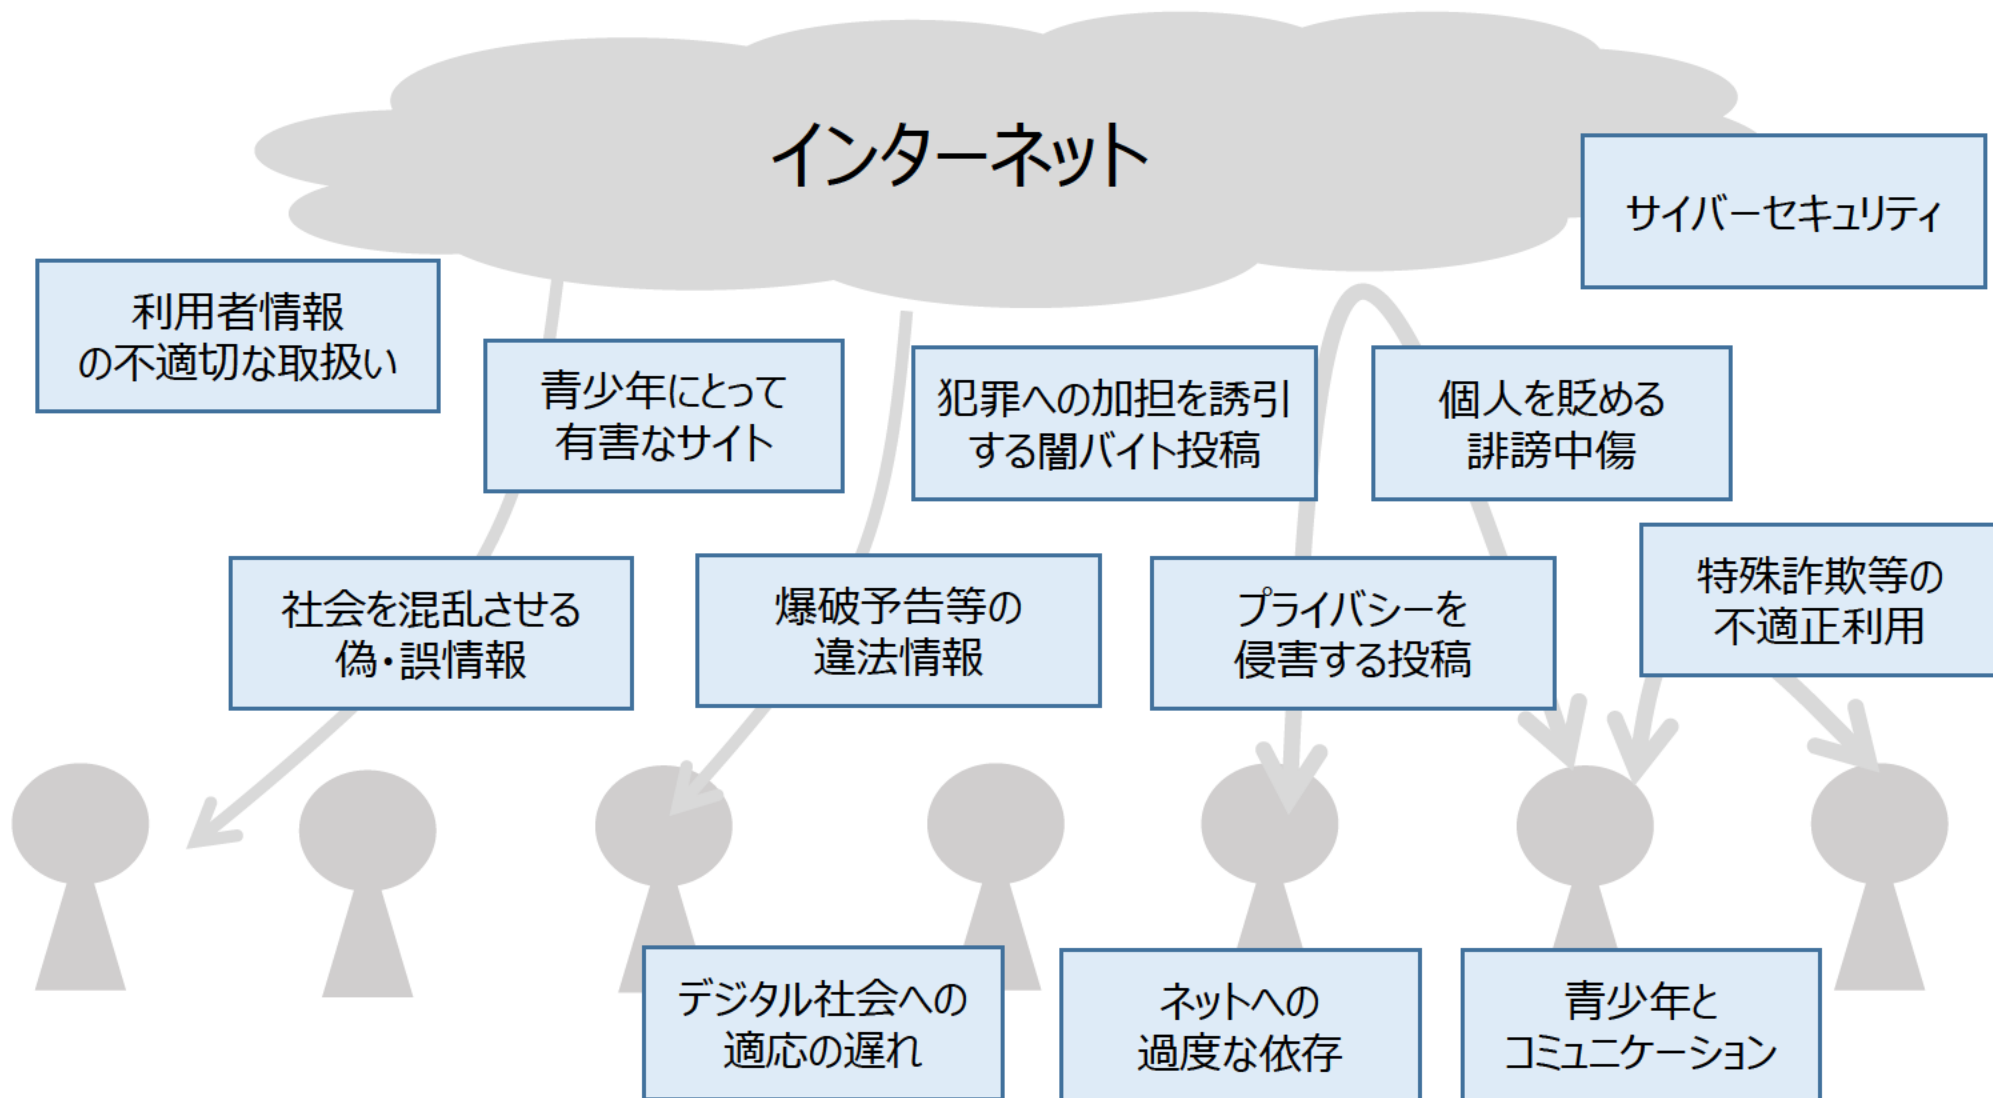 インターネット
サイバーセキュリティ
利用者情報
の不適切な取扱い
青少年にとって
有害なサイト
犯罪への加担を誘引
する闇バイト投稿
個人を貶める
誹謗中傷
社会を混乱させる
偽・誤情報
爆破予告等の
違法情報
プライバシーを
侵害する投稿
特殊詐欺等の
不適正利用
デジタル社会への
適応の遅れ
ネットへの
過度な依存
青少年と
コミュニケーション